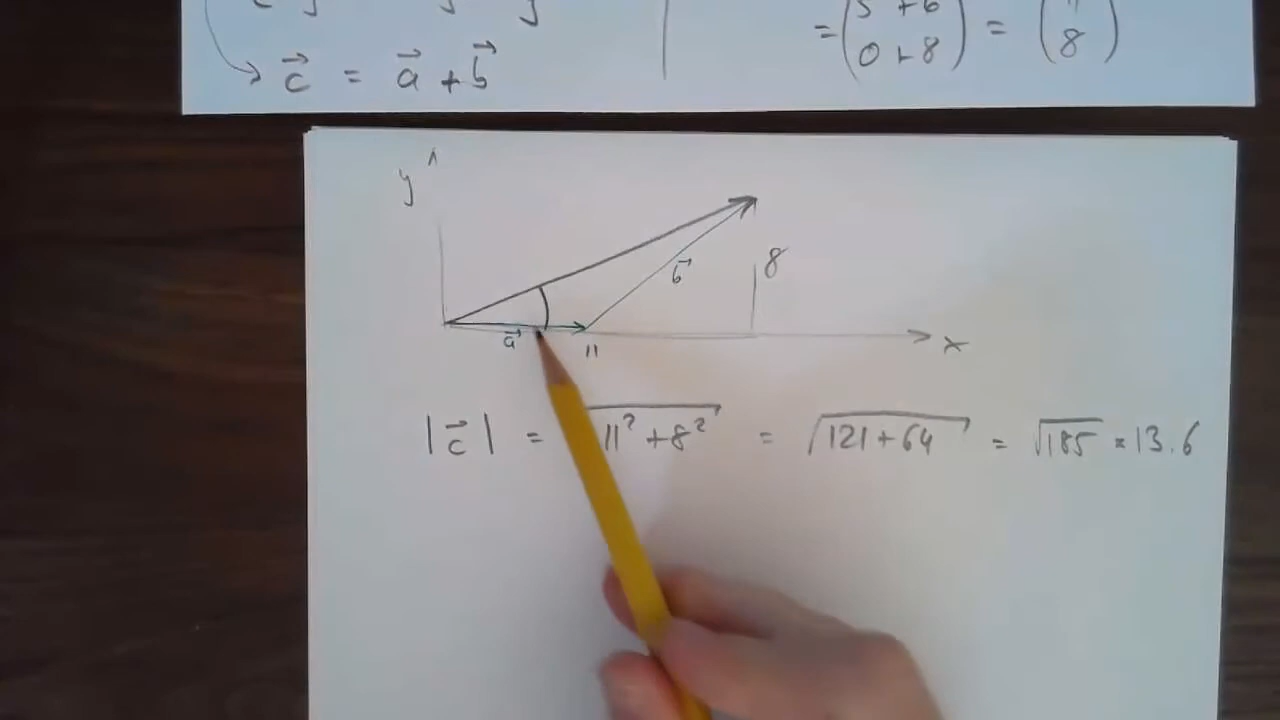 = ( 5 +6
0 +8 ) = ( 11
8 )
c⃗ = a⃗ + b⃗
y
8
b⃗
a⃗
11
x
|c⃗| = 11² + 8² = √121 + 64 = √185 ≈ 13.6